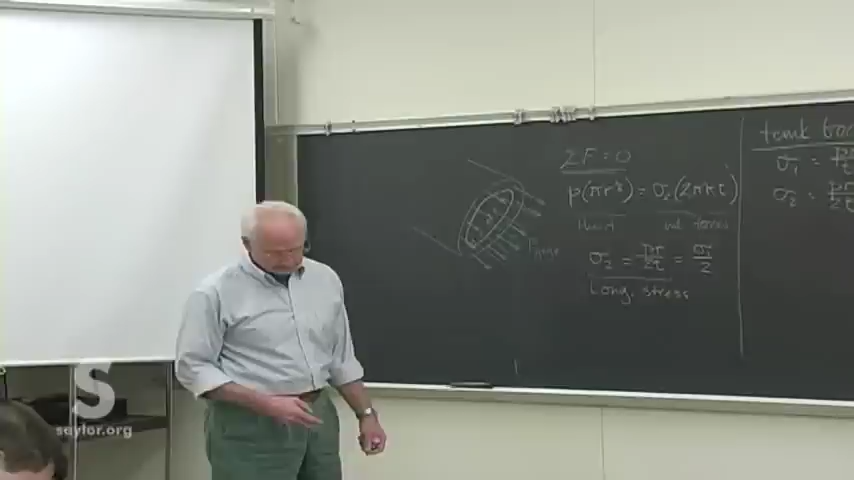 ΣF = 0
p(πr²) = σ₂(2πrt)
σ₂ = pr/2t = σ₁/2
Long. stress
tank
σ₁ = pr/t
σ₂ = pr/2t
S
saylor.org